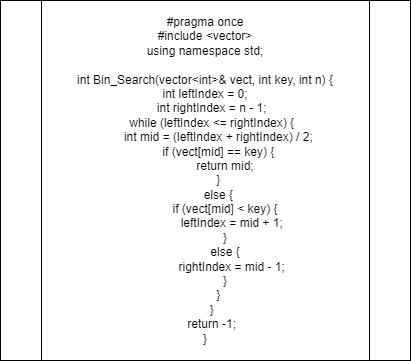 #pragma once
#include <vector>
using namespace std;
int Bin_Search(vector<int>& vect, int key, int n) {
int leftIndex = 0;
int rightIndex = n - 1;
while (leftIndex <= rightIndex) {
int mid = (leftIndex + rightIndex) / 2;
if (vect[mid] == key) {
return mid;
}
else {
if (vect[mid] < key) {
leftIndex = mid + 1;
}
else {
rightIndex = mid - 1;
}
}
}
return -1;
}